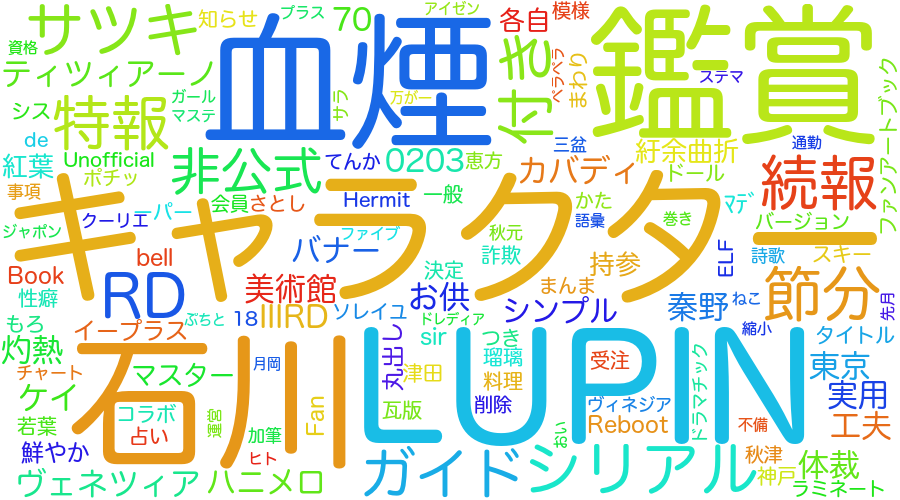 サツキ
知らせ
プラス
70
アイゼン
各自
模様
資格
ティツィアーノ
血煙
付き
ベラベラ
まわり
鑑賞
ステマ
ファンアートブック
シス
特報
ガール
マステ
サラ
万が一
de
紅葉
Unofficial
ポチッ
非公式
てんか
0203
恵方
カバディ
三盆
紆余曲折
通勤
続報
事項
クーリエ
ーパー
会員
さとし
Hermit
一般
ドール
かた
語彙
巻き
マデ
バージョン
ジャポン
キャラクター
bell
バナー
ファイブ
秋元
詐欺
ELF
詩歌
スキー
Book
RD
性癖
美術館
決定
お供
まんま
持参
節分
先月
もろ
イープラス
ぶちと
18
IIIRD
ソレイユ
ドレディア
シンプル
秦野
ねこ
縮小
灼熱
チャート
石川
月岡
丸出し
sir
つき
瑠璃
受注
LUPIN
タイトル
東京
ケイ
マスター
津田
料理
ドラマチック
実用
若葉
コラボ
占い
運営
Fan
瓦版
削除
ヴィネジア
Reboot
不備
工夫
鮮やか
加筆
ヒト
おい
秋津
神戸
体裁
ヴェネツィア
ハニメロ
ガイド
シリアル
ラミネート